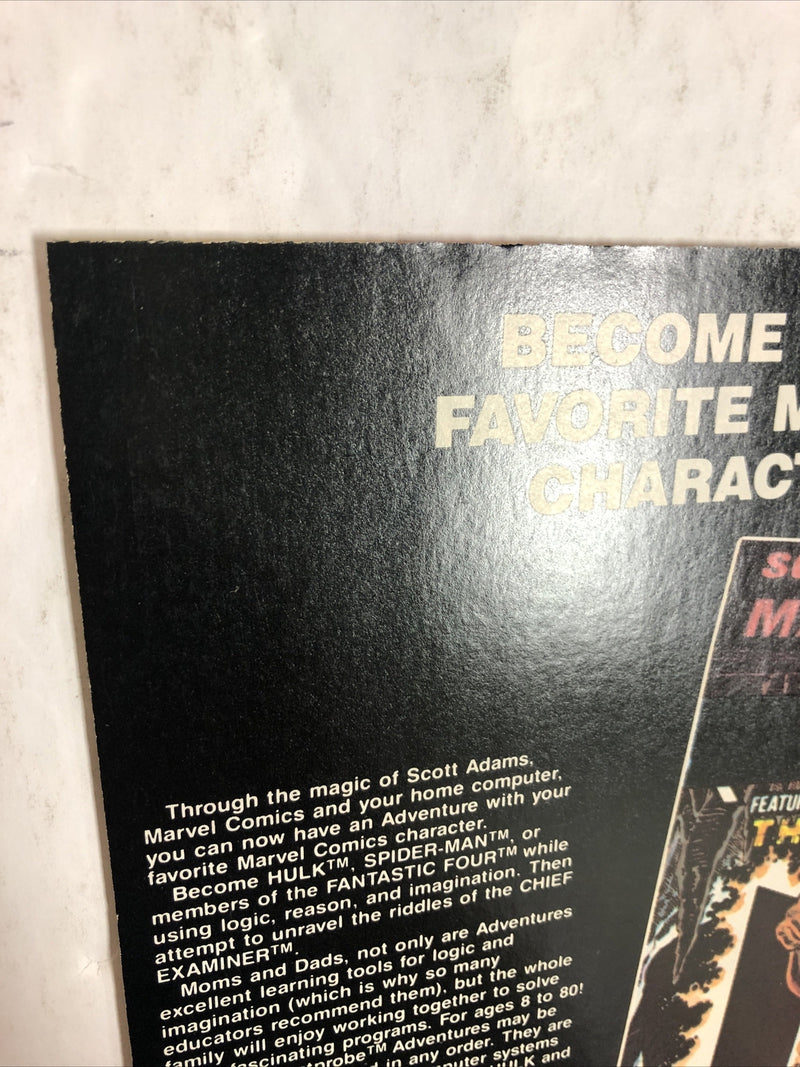 BECOME
FAVORITE M
CHARACT
Through the magic of Scott Adams,
Marvel Comics and your home computer,
you can now have an Adventure with your
favorite Marvel Comics character.
Become HULK™, SPIDER-MAN™, or
members of the FANTASTIC FOUR™ while
using logic, reason, and imagination. Then
attempt to unravel the riddles of the CHIEF
EXAMINER™.
Moms and Dads, not only are Adventures
excellent learning tools for logic and
imagination (which is why so many
educators recommend them), but the whole
family will enjoy working together to solve
fascinating programs. For ages 8 to 80!
Adventures may be
in any order. They are
systems
HULK and
M
FEATU
TH